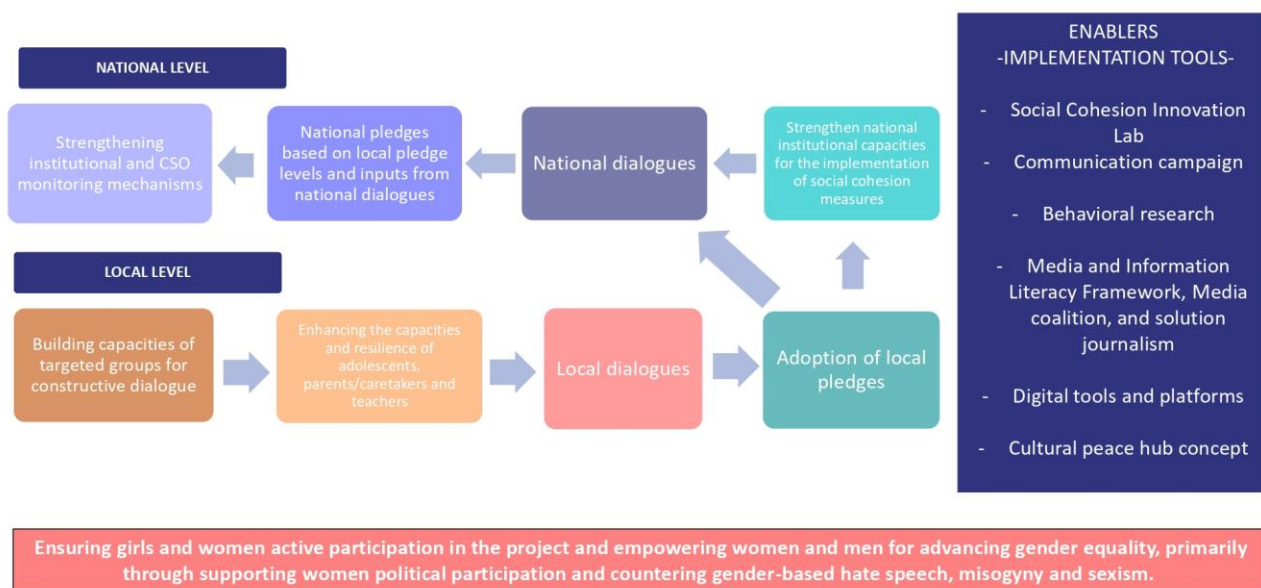 NATIONAL LEVEL
Strengthening
institutional and CSO
monitoring mechanisms
National pledges
based on local pledge
levels and inputs from
national dialogues
National dialogues
Strengthen national
institutional capacities
for the implementation
of social cohesion
measures
LOCAL LEVEL
Building capacities of
targeted groups for
constructive dialogue
Enhancing the capacities
and resilience of
adolescents,
parents/caretakers and
teachers
Local dialogues
Adoption of local
pledges
ENABLERS
-IMPLEMENTATION TOOLS-
- Social Cohesion Innovation
Lab
- Communication campaign
- Behavioral research
- Media and Information
Literacy Framework, Media
coalition, and solution
journalism
- Digital tools and platforms
- Cultural peace hub concept
Ensuring girls and women active participation in the project and empowering women and men for advancing gender equality, primarily
through supporting women political participation and countering gender-based hate speech, misogyny and sexism.